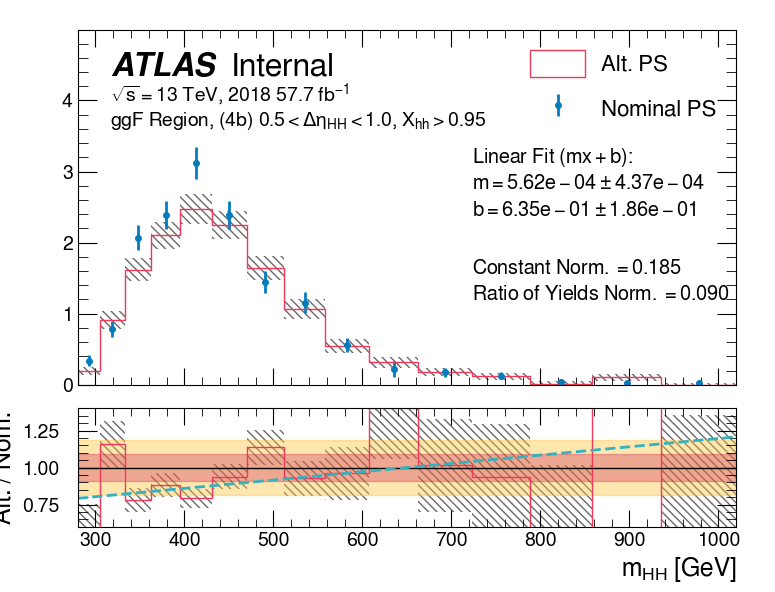 ATLAS Internal
√s = 13 TeV, 2018 57.7 fb⁻¹
ggF Region, (4b) 0.5 < Δη_HH < 1.0, X_hh > 0.95
Alt. PS
Nominal PS
Linear Fit (mx + b):
m = 5.62e − 04 ± 4.37e − 04
b = 6.35e − 01 ± 1.86e − 01
Constant Norm. = 0.185
Ratio of Yields Norm. = 0.090
4
3
2
1
0
Alt. / Nom.
1.25
1.00
0.75
300 400 500 600 700 800 900 1000
m_HH [GeV]